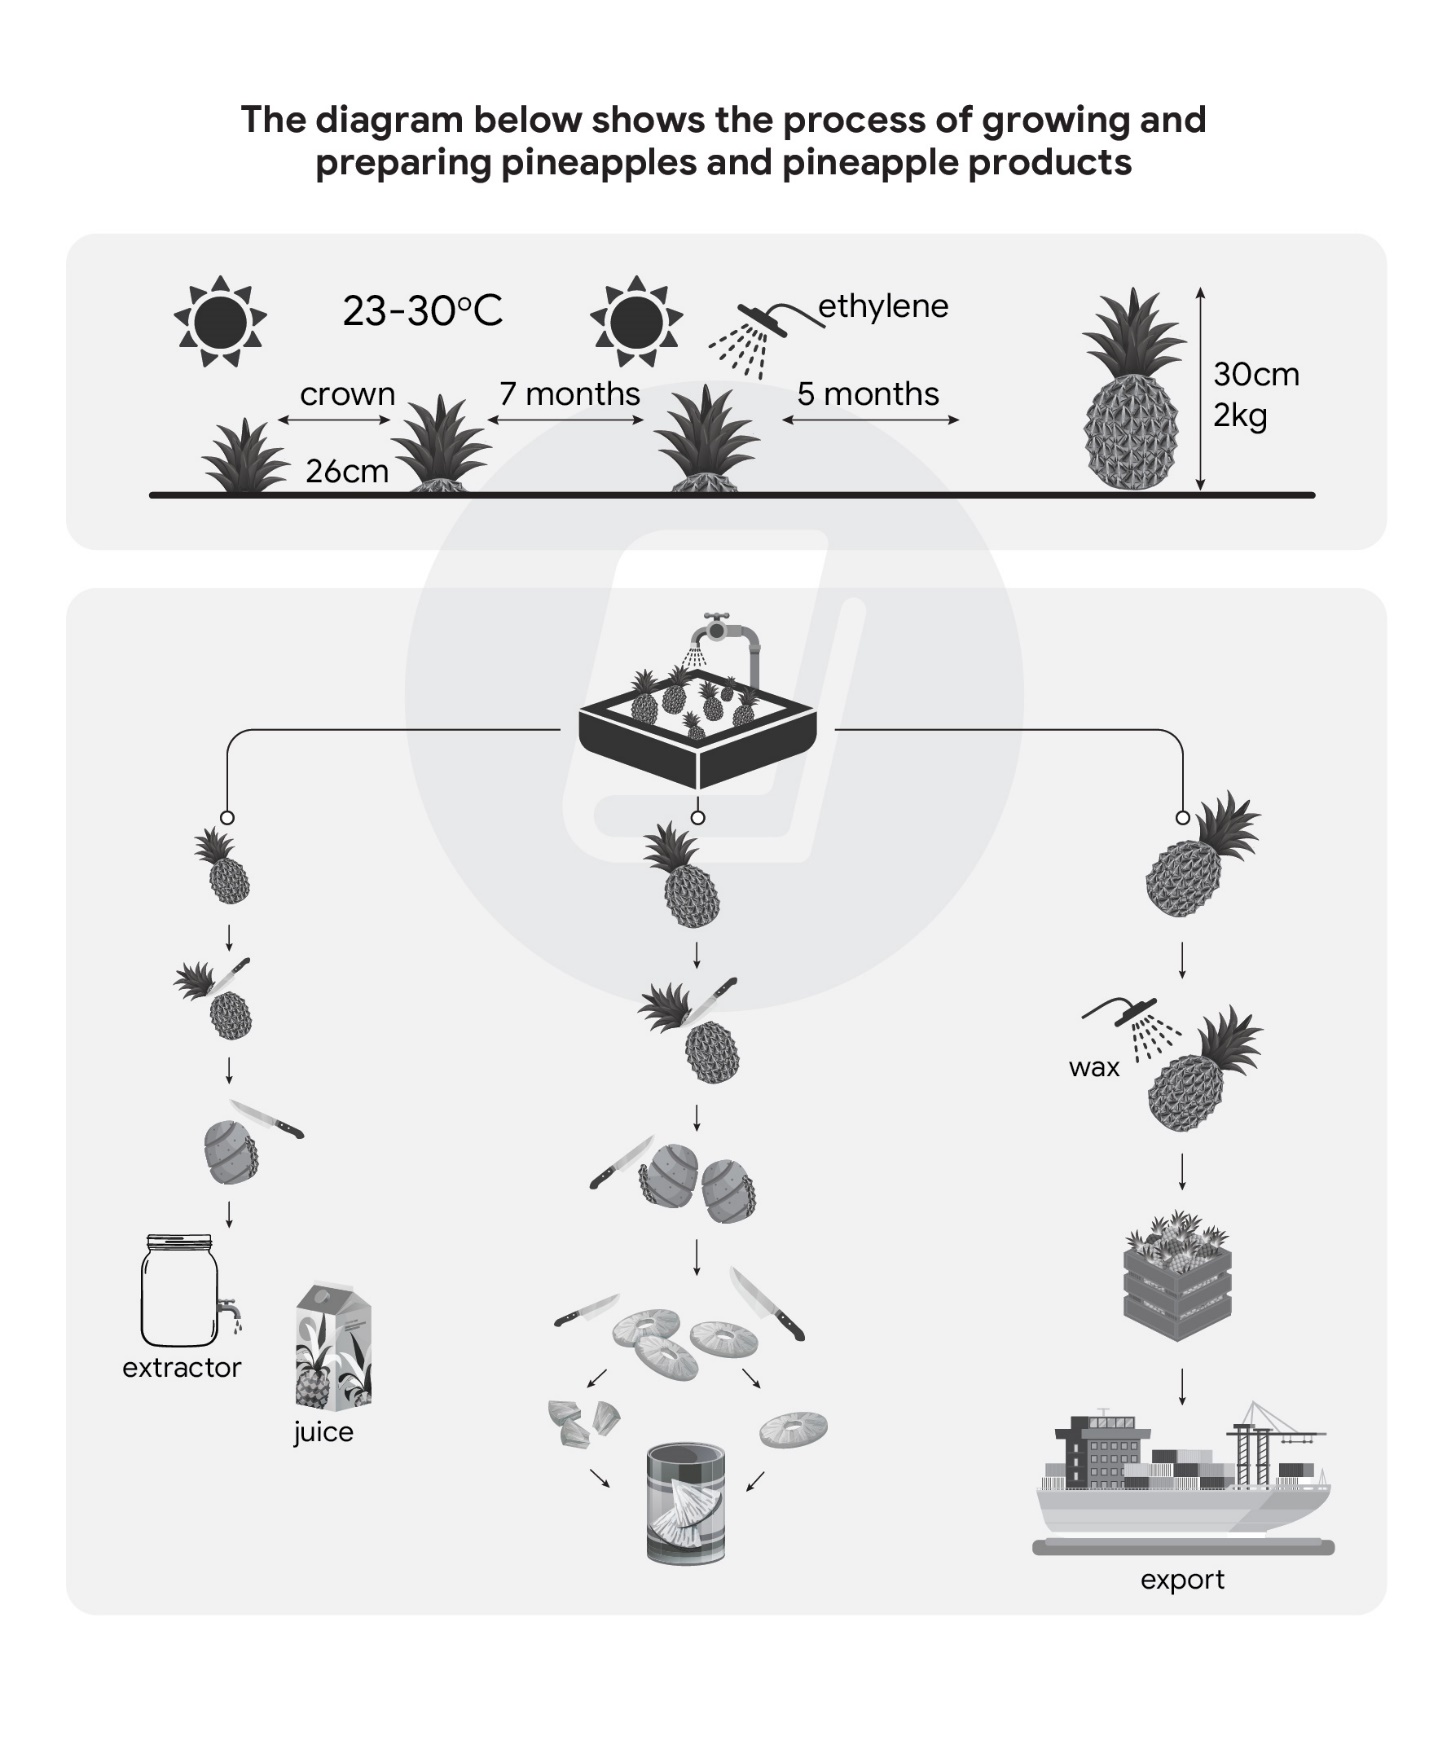 The diagram below shows the process of growing and
preparing pineapples and pineapple products
23-30°C
ethylene
crown
7 months
5 months
26cm
30cm
2kg
wax
extractor
juice
export